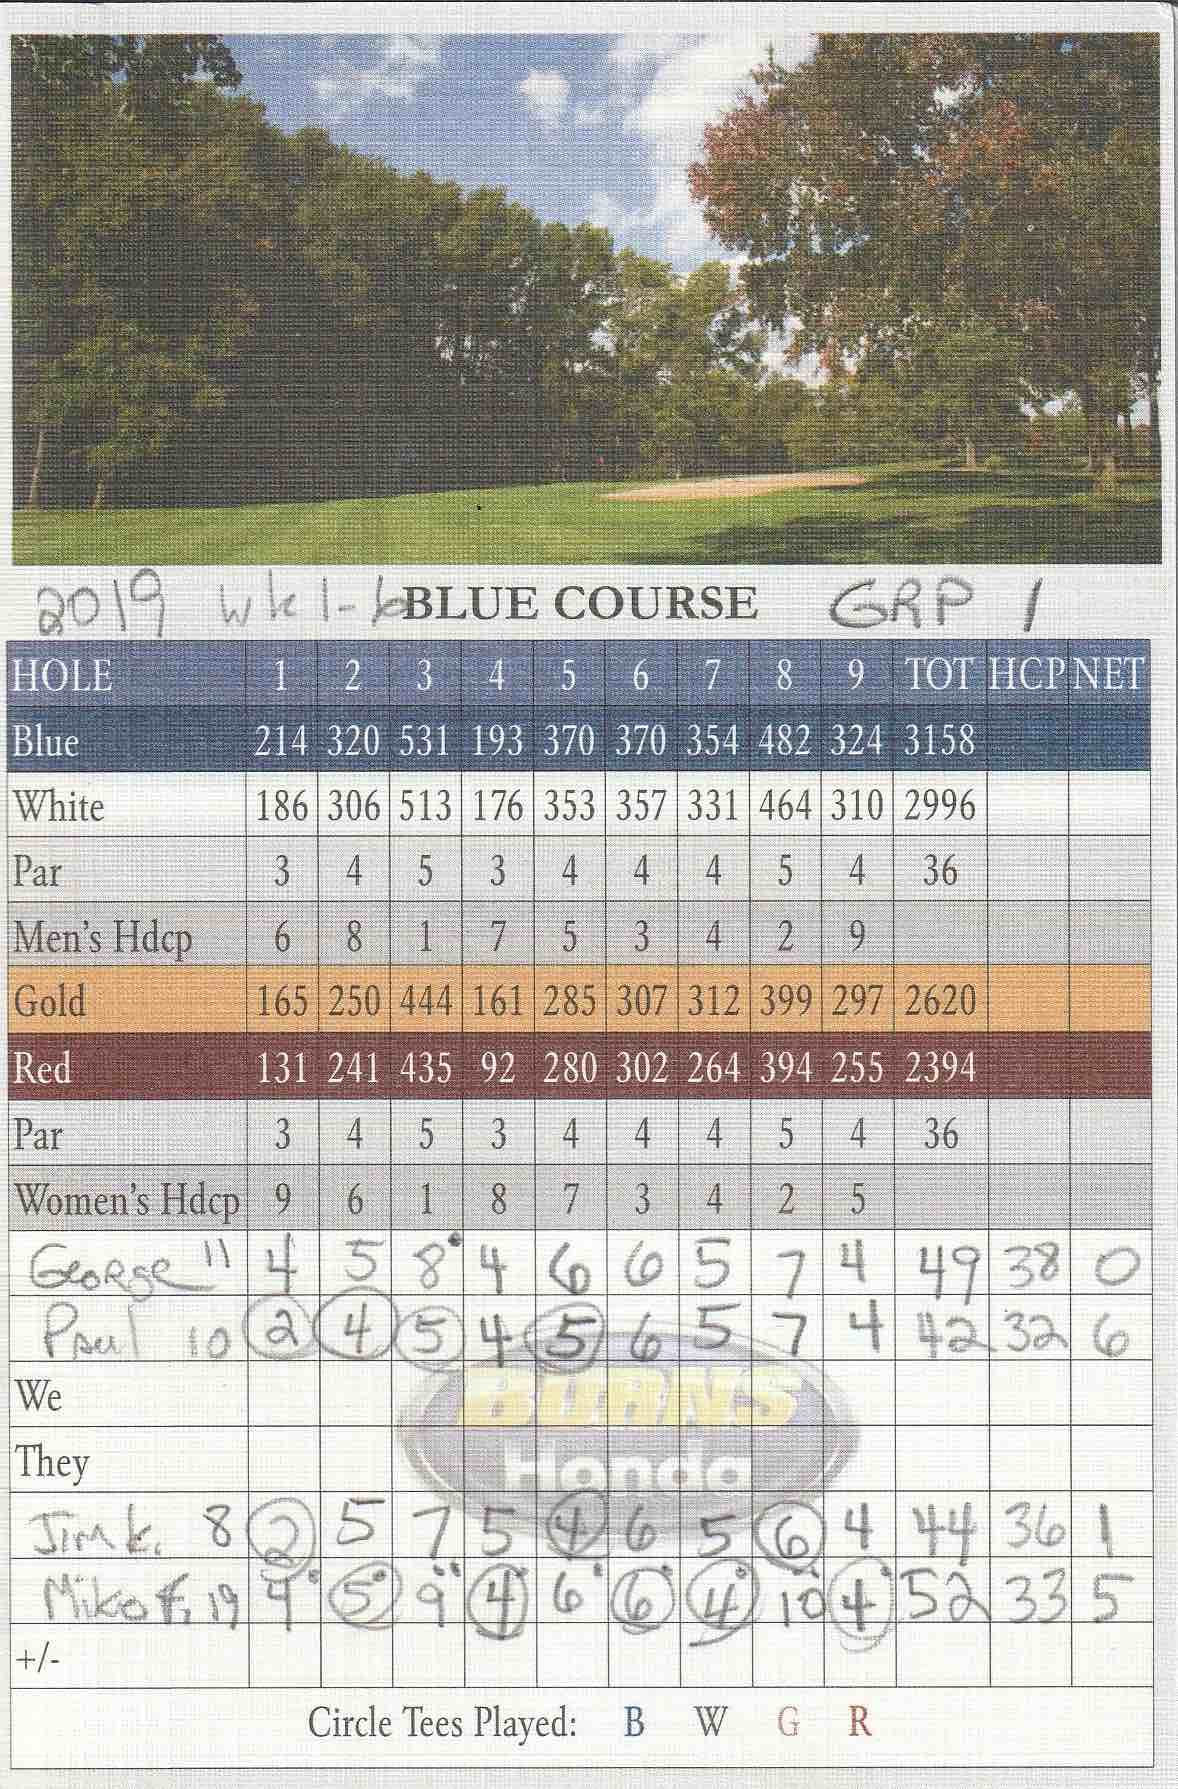 2019 wk 1-6 BLUE COURSE GRP 1
HOLE 1 2 3 4 5 6 7 8 9 TOT HCP NET
Blue 214 320 531 193 370 370 354 482 324 3158
White 186 306 513 176 353 357 331 464 310 2996
Par 3 4 5 3 4 4 4 5 4 36
Men's Hdcp 6 8 1 7 5 3 4 2 9
Gold 165 250 444 161 285 307 312 399 297 2620
Red 131 241 435 92 280 302 264 394 255 2394
Par 3 4 5 3 4 4 4 5 4 36
Women's Hdcp 9 6 1 8 7 3 4 2 5
George 11 4 5 8 4 6 6 5 7 4 49 38 0
Paul 10 2 4 5 4 5 6 5 7 4 42 32 6
We
BURNS
They
Honda
Jim K. 8 2 5 7 5 4 6 5 6 4 44 36 1
Mike F. 19 4 5 9 4 6 6 4 10 4 52 33 5
+/-
Circle Tees Played: B W G R